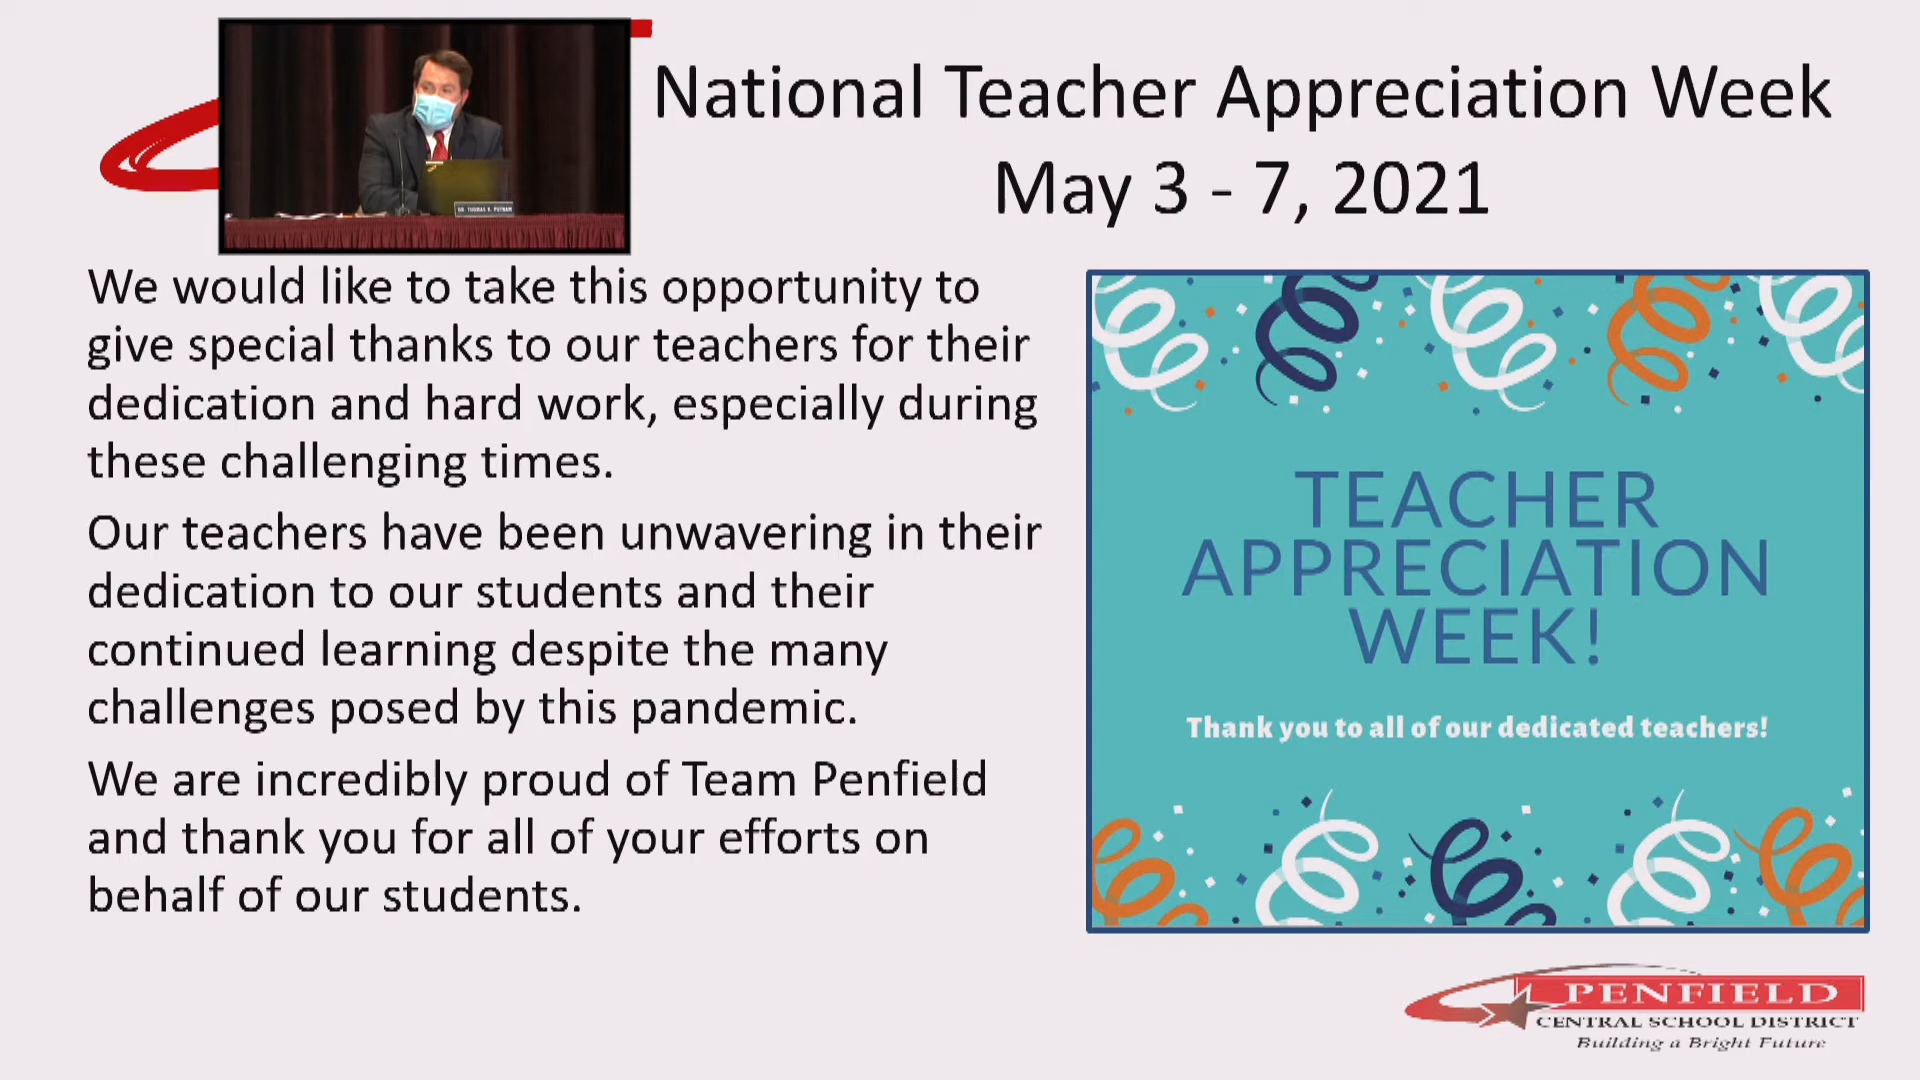 National Teacher Appreciation Week
May 3 - 7, 2021
DR. THOMAS K. PUTNAM
We would like to take this opportunity to
give special thanks to our teachers for their
dedication and hard work, especially during
these challenging times.
Our teachers have been unwavering in their
dedication to our students and their
continued learning despite the many
challenges posed by this pandemic.
We are incredibly proud of Team Penfield
and thank you for all of your efforts on
behalf of our students.
TEACHER
APPRECIATION
WEEK!
Thank you to all of our dedicated teachers!
PENFIELD
CENTRAL SCHOOL DISTRICT
Building a Bright Future